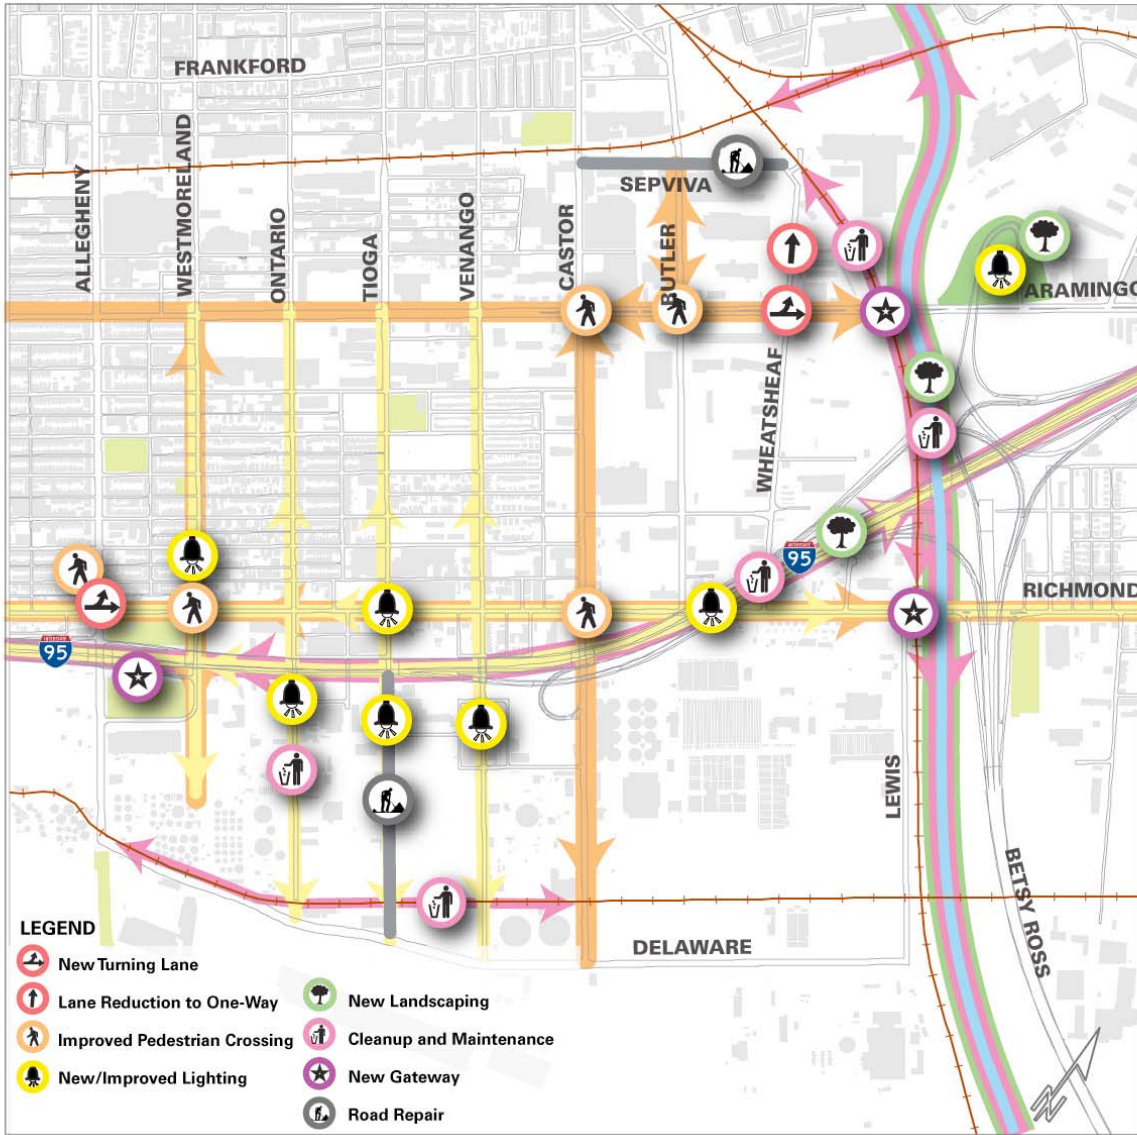 FRANKFORD
ALLEGHENY
WESTMORELAND
ONTARIO
TIOGA
VENANGO
CASTOR
SEPVIVA
BUTLER
ARAMINGO
WHEATSHEAF
INTERSTATE
95
RICHMOND
INTERSTATE
95
LEWIS
BETSY ROSS
DELAWARE
LEGEND
New Turning Lane
Lane Reduction to One-Way
Improved Pedestrian Crossing
New/Improved Lighting
New Landscaping
Cleanup and Maintenance
New Gateway
Road Repair
N